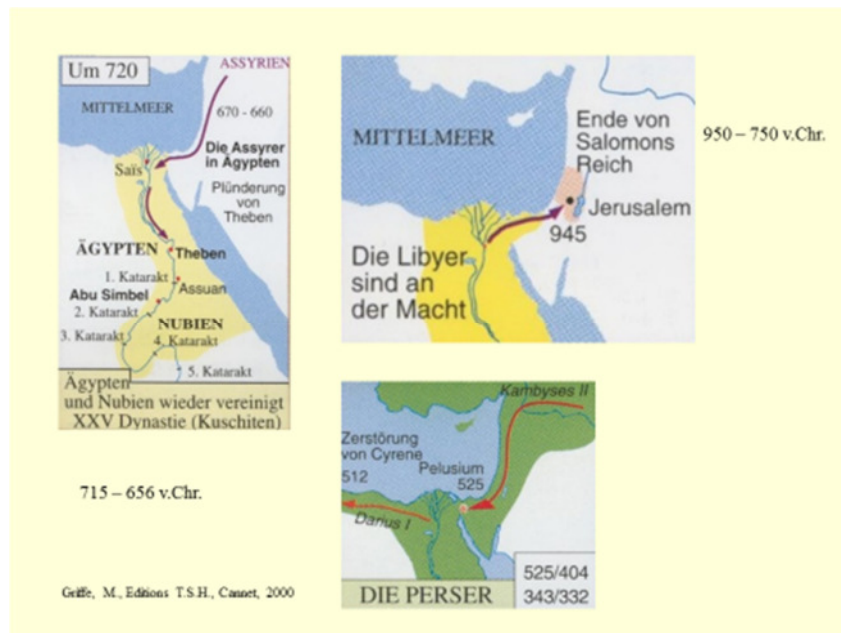 Um 720
ASSYRIEN
MITTELMEER
670 - 660
Die Assyrer
in Ägypten
Saïs
Plünderung
von
Theben
ÄGYPTEN
Theben
1. Katarakt
Assuan
Abu Simbel
2. Katarakt
NUBIEN
3. Katarakt
4. Katarakt
5. Katarakt
Ägypten
und Nubien wieder vereinigt
XXV Dynastie (Kuschiten)
715 – 656 v.Chr.
MITTELMEER
Ende von
Salomons
Reich
Jerusalem
945
Die Libyer
sind an
der Macht
950 – 750 v.Chr.
Kambyses II
Zerstörung
von Cyrene
512
Pelusium
525
Darius I
DIE PERSER
525/404
343/332
Griffe, M., Editions T.S.H., Cannet, 2000